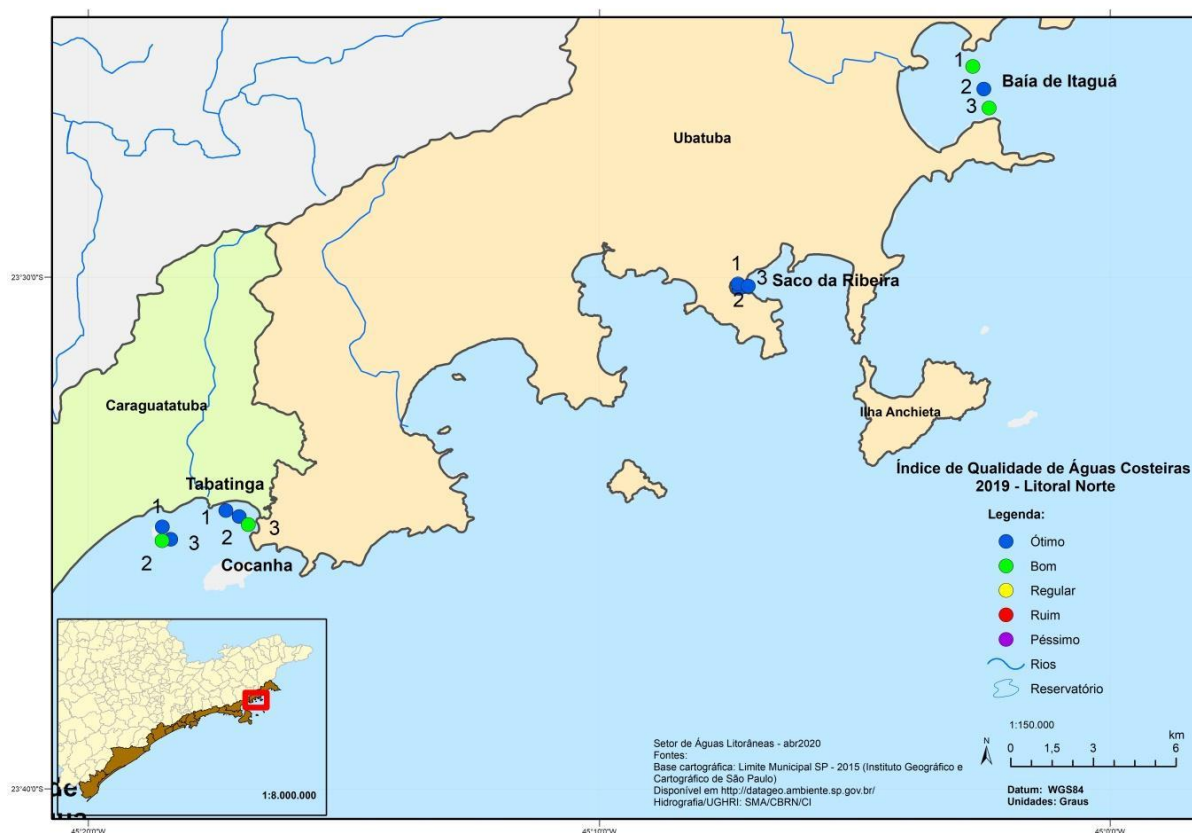 1
Baía de Itaguá
2
3
Ubatuba
23°30'0"S
1
3
Saco da Ribeira
2
Caraguatatuba
Ilha Anchieta
Índice de Qualidade de Águas Costeiras
2019 - Litoral Norte
Tabatinga
1
1
3
2
3
2
Cocanha
Legenda:
Ótimo
Bom
Regular
Ruim
Péssimo
Rios
Reservatório
1:150.000
km
N
0 1,5 3 6
Datum: WGS84
Unidades: Graus
Setor de Águas Litorâneas - abr2020
Fontes:
Base cartográfica: Limite Municipal SP - 2015 (Instituto Geográfico e
Cartográfico de São Paulo)
Disponível em http://datageo.ambiente.sp.gov.br/
Hidrografia/UGHRI: SMA/CBRN/CI
1:8.000.000
de
23°40'0"S
45°20'0"W
45°10'0"W
45°0'0"W